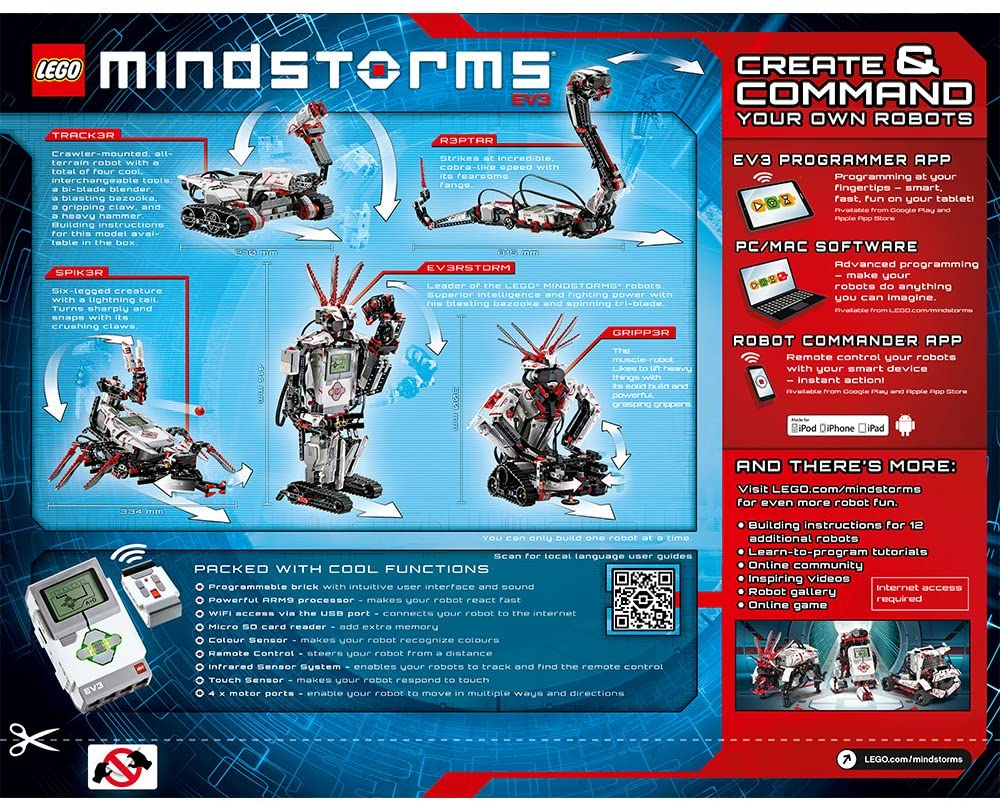 LEGO
mindstorms
EV3
TRACK3R
Crawler-mounted, all-
terrain robot with a
total of four cool,
interchangeable tools:
a bi-blade blender,
a blasting bazooka,
a gripping claw, and
a heavy hammer.
Building instructions
for this model avai-
lable in the box.
R3PTAR
Strikes at incredible,
cobra-like speed with
its fearsome
fangs.
SPIK3R
Six-legged creature
with a lightning tail.
Turns sharply and
snaps with its
crushing claws.
334 mm
EV3RSTORM
Leader of the LEGO® MINDSTORMS® robots.
Superior intelligence and fighting power with
his blasting bazooka and spinning tri-blade.
GRIPP3R
The
muscle-robot.
Likes to lift heavy
things with
its solid build and
powerful,
grasping grippers.
You can only build one robot at a time.
PACKED WITH COOL FUNCTIONS
Programmable brick with intuitive user interface and sound
Powerful ARM9 processor - makes your robot react fast
WiFi access via the USB port - connects your robot to the internet
Micro SD card reader - add extra memory
Colour Sensor - makes your robot recognize colours
Remote Control - steers your robot from a distance
Infrared Sensor System - enables your robots to track and find the remote control
Touch Sensor - makes your robot respond to touch
4 x motor ports - enable your robot to move in multiple ways and directions
Scan for local language user guides
EV3
CREATE &
COMMAND
YOUR OWN ROBOTS
EV3 PROGRAMMER APP
Programming at your
fingertips – smart,
fast, fun on your tablet!
Available from Google Play and
Apple App Store
PC/MAC SOFTWARE
Advanced programming
– make your
robots do anything
you can imagine.
Available from LEGO.com/mindstorms
ROBOT COMMANDER APP
Remote control your robots
with your smart device
– instant action!
Available from Google Play and Apple App Store
Made for
iPod iPhone iPad
AND THERE'S MORE:
Visit LEGO.com/mindstorms
for even more robot fun.
• Building instructions for 12
additional robots
• Learn-to-program tutorials
• Online community
• Inspiring videos
• Robot gallery
• Online game
Internet access
required
LEGO.com/mindstorms